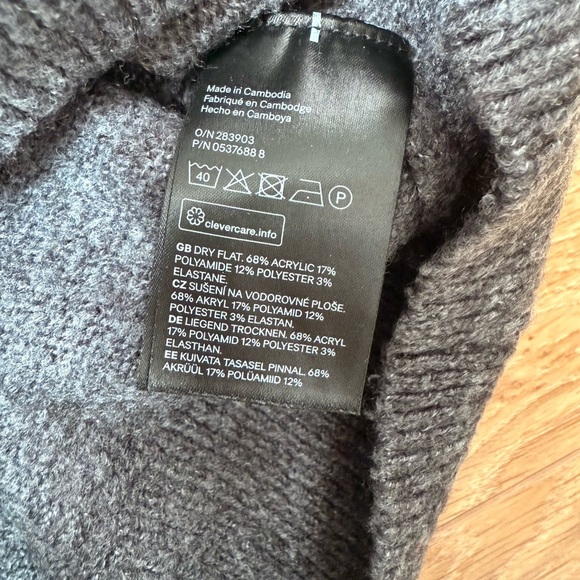 Made in Cambodia
Fabriqué en Cambodge
Hecho en Camboya
O/N 283903
P/N 0537688 8
40
P
clevercare.info
GB DRY FLAT. 68% ACRYLIC 17%
POLYAMIDE 12% POLYESTER 3%
ELASTANE.
CZ SUŠENÍ NA VODOROVNÉ PLOŠE.
68% AKRYL 17% POLYAMID 12%
POLYESTER 3% ELASTAN.
DE LIEGEND TROCKNEN. 68% ACRYL
17% POLYAMID 12% POLYESTER 3%
ELASTHAN.
EE KUIVATA TASASEL PINNAL. 68%
AKRÜÜL 17% POLÜAMIID 12%